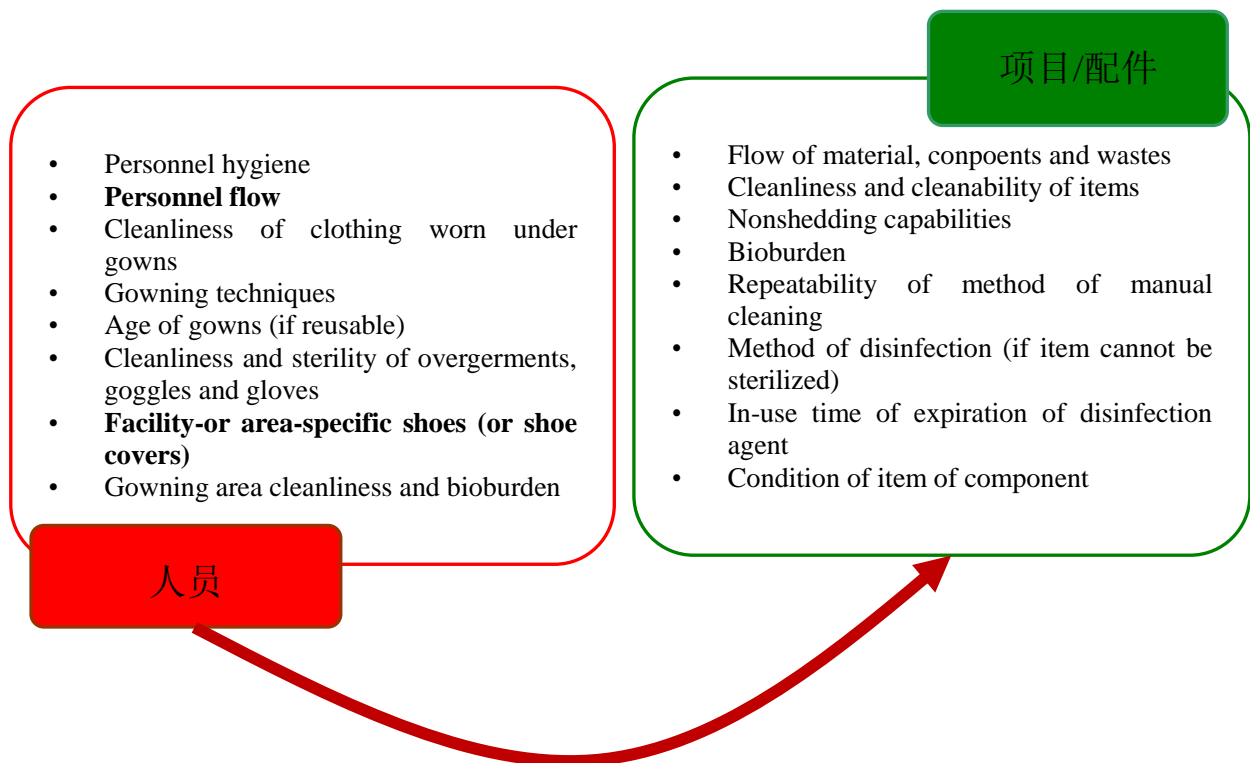 • Personnel hygiene
• Personnel flow
• Cleanliness of clothing worn under
gowns
• Gowning techniques
• Age of gowns (if reusable)
• Cleanliness and sterility of overgerments,
goggles and gloves
• Facility-or area-specific shoes (or shoe
covers)
• Gowning area cleanliness and bioburden
人员
项目/配件
• Flow of material, conpoents and wastes
• Cleanliness and cleanability of items
• Nonshedding capabilities
• Bioburden
• Repeatability of method of manual
cleaning
• Method of disinfection (if item cannot be
sterilized)
• In-use time of expiration of disinfection
agent
• Condition of item of component